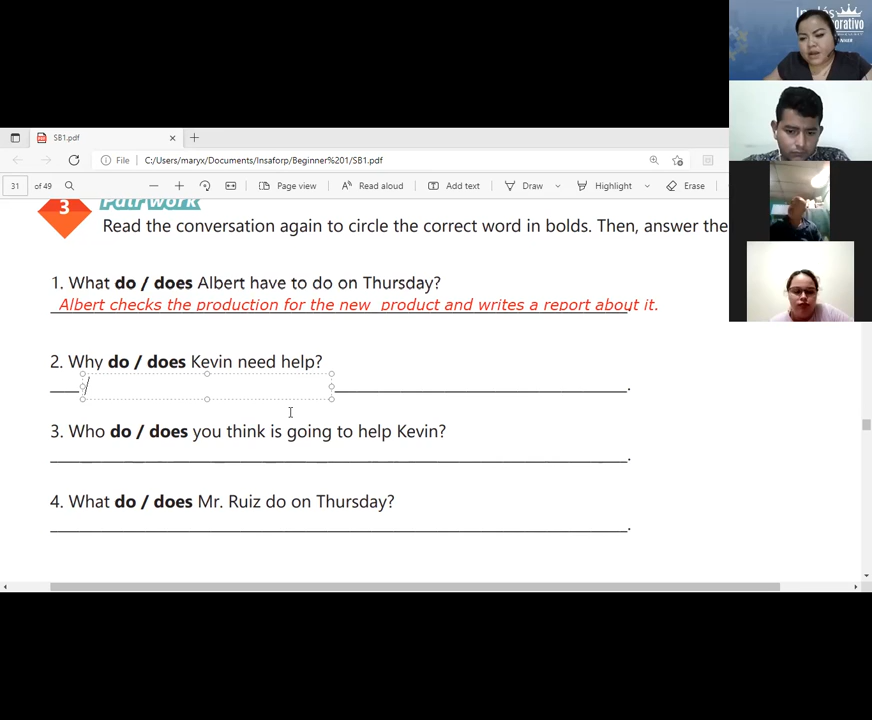 Inglés
orativo
SB1.pdf
File
C:/Users/maryx/Documents/Insaforp/Beginner%201/SB1.pdf
31 of 49
Page view
Read aloud
Add text
Draw
Highlight
Erase
3 Pair work
Read the conversation again to circle the correct word in bolds. Then, answer the
1. What do / does Albert have to do on Thursday?
Albert checks the production for the new product and writes a report about it.
2. Why do / does Kevin need help?
3. Who do / does you think is going to help Kevin?
4. What do / does Mr. Ruiz do on Thursday?